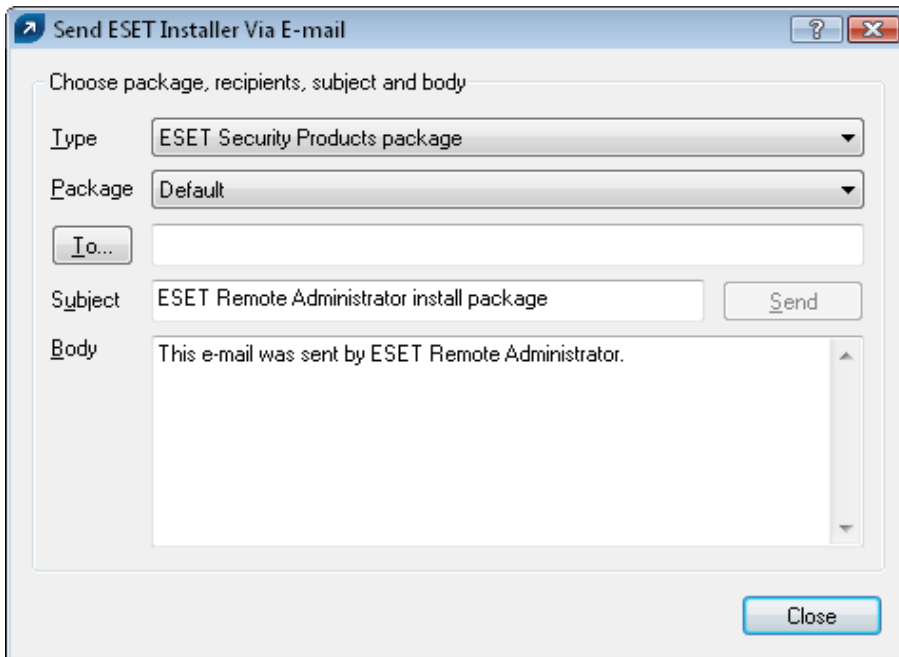 Send ESET Installer Via E-mail
?
Choose package, recipients, subject and body
Type ESET Security Products package
Package Default
To...
Subject ESET Remote Administrator install package Send
Body This e-mail was sent by ESET Remote Administrator.
Close